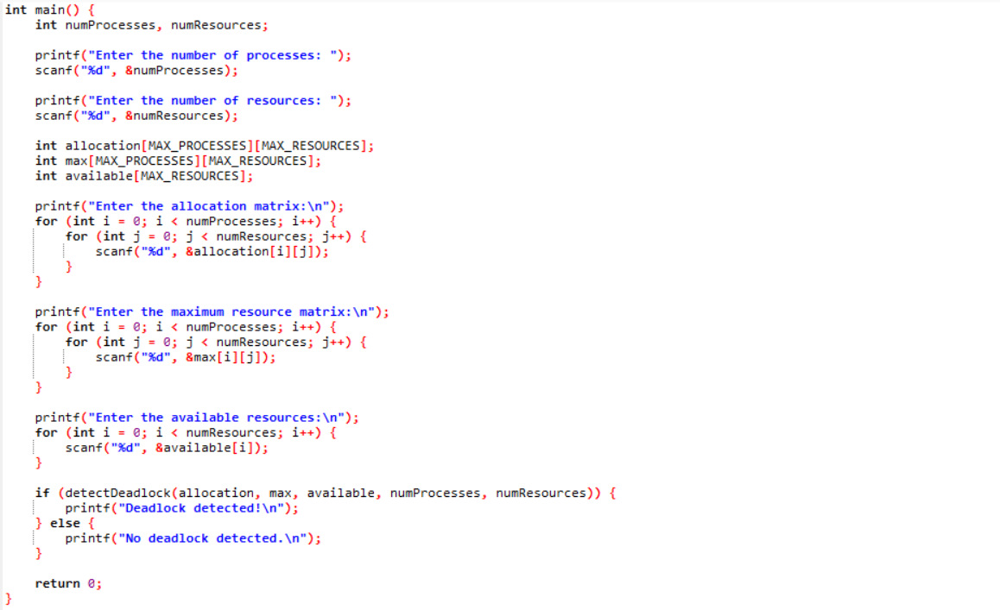 int main() {
    int numProcesses, numResources;

    printf("Enter the number of processes: ");
    scanf("%d", &numProcesses);

    printf("Enter the number of resources: ");
    scanf("%d", &numResources);

    int allocation[MAX_PROCESSES][MAX_RESOURCES];
    int max[MAX_PROCESSES][MAX_RESOURCES];
    int available[MAX_RESOURCES];

    printf("Enter the allocation matrix:\n");
    for (int i = 0; i < numProcesses; i++) {
        for (int j = 0; j < numResources; j++) {
            scanf("%d", &allocation[i][j]);
        }
    }

    printf("Enter the maximum resource matrix:\n");
    for (int i = 0; i < numProcesses; i++) {
        for (int j = 0; j < numResources; j++) {
            scanf("%d", &max[i][j]);
        }
    }

    printf("Enter the available resources:\n");
    for (int i = 0; i < numResources; i++) {
        scanf("%d", &available[i]);
    }

    if (detectDeadlock(allocation, max, available, numProcesses, numResources)) {
        printf("Deadlock detected!\n");
    } else {
        printf("No deadlock detected.\n");
    }

    return 0;
}